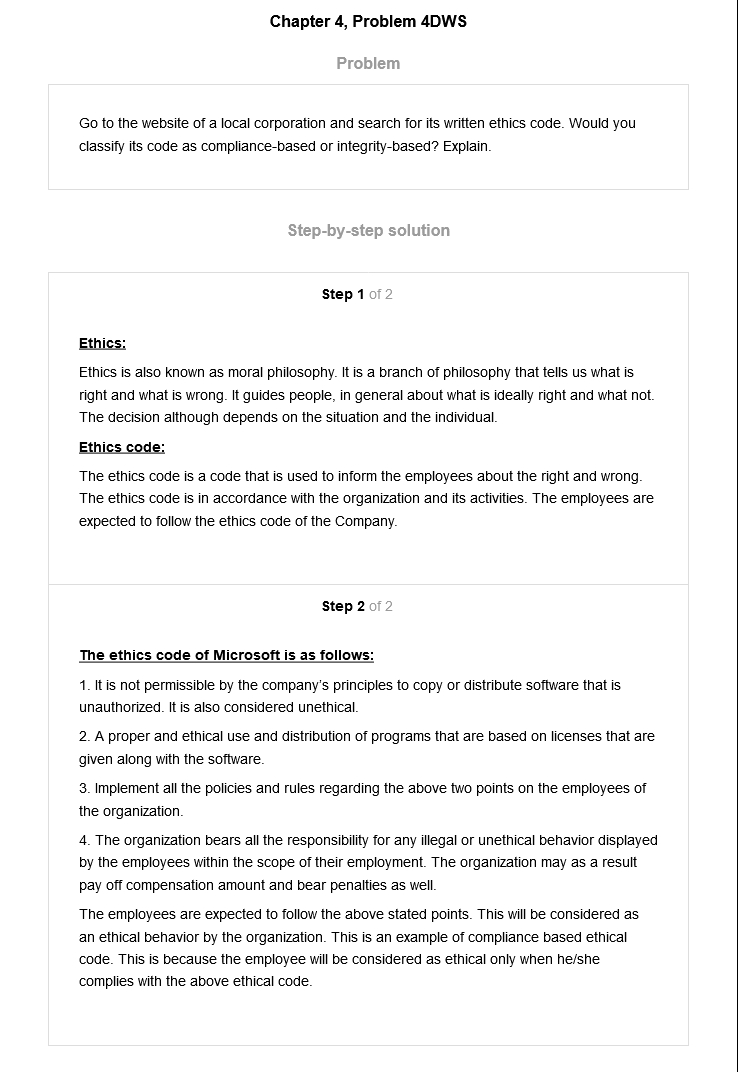 Chapter 4, Problem 4DWS
Problem
Go to the website of a local corporation and search for its written ethics code. Would you
classify its code as compliance-based or integrity-based? Explain.
Step-by-step solution
Step 1 of 2
Ethics:
Ethics is also known as moral philosophy. It is a branch of philosophy that tells us what is
right and what is wrong. It guides people, in general about what is ideally right and what not.
The decision although depends on the situation and the individual.
Ethics code:
The ethics code is a code that is used to inform the employees about the right and wrong.
The ethics code is in accordance with the organization and its activities. The employees are
expected to follow the ethics code of the Company.
Step 2 of 2
The ethics code of Microsoft is as follows:
1. It is not permissible by the company's principles to copy or distribute software that is
unauthorized. It is also considered unethical.
2. A proper and ethical use and distribution of programs that are based on licenses that are
given along with the software.
3. Implement all the policies and rules regarding the above two points on the employees of
the organization.
4. The organization bears all the responsibility for any illegal or unethical behavior displayed
by the employees within the scope of their employment. The organization may as a result
pay off compensation amount and bear penalties as well.
The employees are expected to follow the above stated points. This will be considered as
an ethical behavior by the organization. This is an example of compliance based ethical
code. This is because the employee will be considered as ethical only when he/she
complies with the above ethical code.